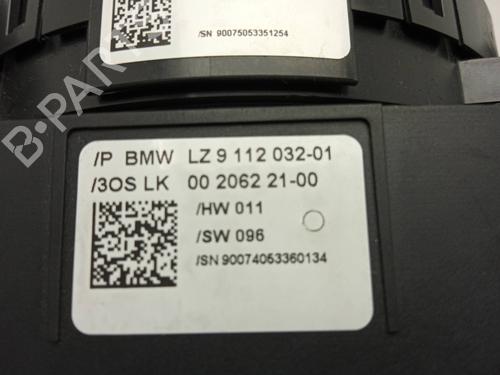 /SN 90075053351254
/P BMW LZ 9 112 032-01
/3OS LK 00 2062 21-00
/HW 011
/SW 096
/SN 90074053360134
B-PARTS